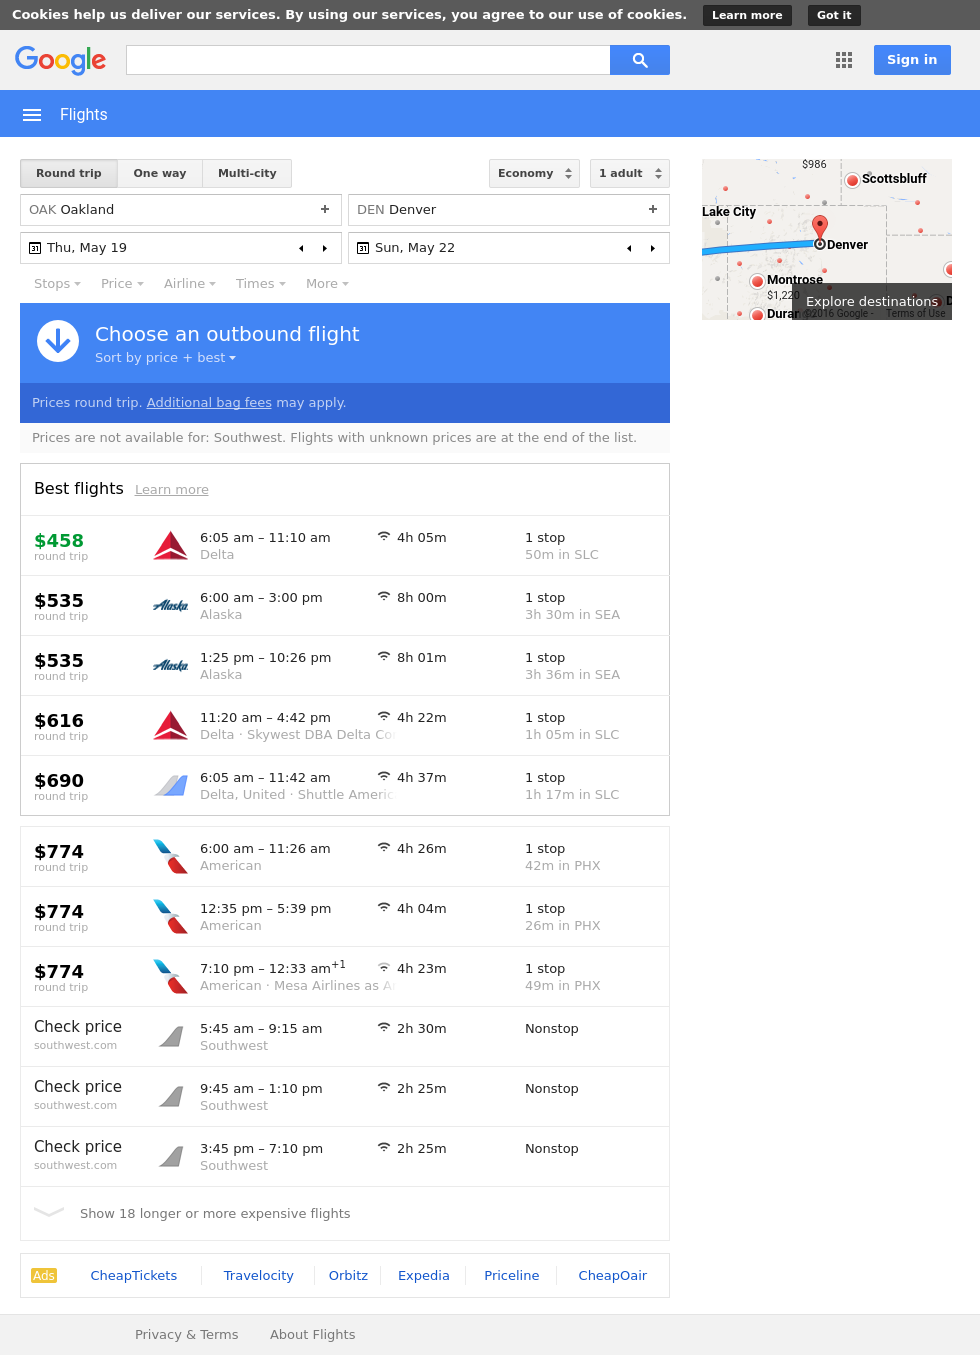 Cookies help us deliver our services. By using our services, you agree to our use of cookies. Learn more Got it
Google Sign in
Flights
Round trip One way Multi-city Economy 1 adult
OAK Oakland + DEN Denver +
31 Thu, May 19 31 Sun, May 22
Stops Price Airline Times More
Choose an outbound flight
Sort by price + best
Prices round trip. Additional bag fees may apply.
Prices are not available for: Southwest. Flights with unknown prices are at the end of the list.
$986
Scottsbluff
Lake City
Denver
Montrose
$1,220
Explore destinations
Duran
©2016 Google - Terms of Use
Best flights Learn more
$458 6:05 am – 11:10 am 4h 05m 1 stop
round trip Delta 50m in SLC
$535 Alaska 6:00 am – 3:00 pm 8h 00m 1 stop
round trip Alaska 3h 30m in SEA
$535 Alaska 1:25 pm – 10:26 pm 8h 01m 1 stop
round trip Alaska 3h 36m in SEA
$616 11:20 am – 4:42 pm 4h 22m 1 stop
round trip Delta · Skywest DBA Delta Co 1h 05m in SLC
$690 6:05 am – 11:42 am 4h 37m 1 stop
round trip Delta, United · Shuttle Americ 1h 17m in SLC
$774 6:00 am – 11:26 am 4h 26m 1 stop
round trip American 42m in PHX
$774 12:35 pm – 5:39 pm 4h 04m 1 stop
round trip American 26m in PHX
$774 7:10 pm – 12:33 am+1 4h 23m 1 stop
round trip American · Mesa Airlines as A 49m in PHX
Check price 5:45 am – 9:15 am 2h 30m Nonstop
southwest.com Southwest
Check price 9:45 am – 1:10 pm 2h 25m Nonstop
southwest.com Southwest
Check price 3:45 pm – 7:10 pm 2h 25m Nonstop
southwest.com Southwest
Show 18 longer or more expensive flights
Ads CheapTickets Travelocity Orbitz Expedia Priceline CheapOair
Privacy & Terms About Flights